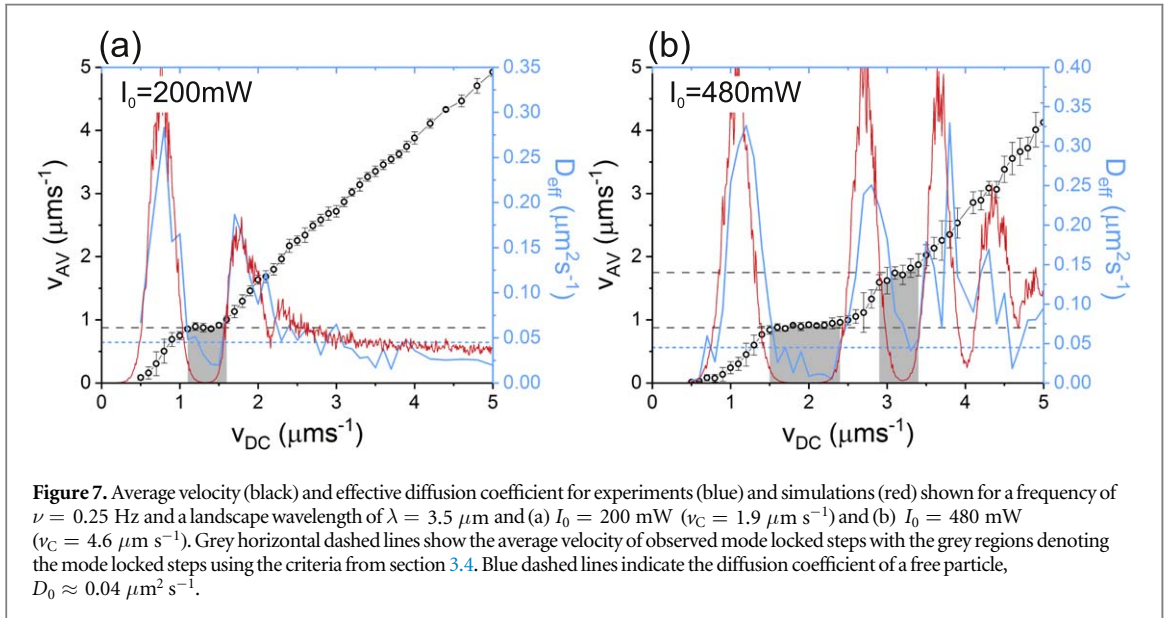 (a)
I₀=200mW
5
4
3
2
1
0
v_AV (μms⁻¹)
0.35
0.30
0.25
0.20
0.15
0.10
0.05
0.00
D_eff (μm²s⁻¹)
0 1 2 3 4 5
v_DC (μms⁻¹)
(b)
I₀=480mW
5
4
3
2
1
0
v_AV (μms⁻¹)
0.40
0.35
0.30
0.25
0.20
0.15
0.10
0.05
0.00
D_eff (μm²s⁻¹)
0 1 2 3 4 5
v_DC (μms⁻¹)
Figure 7. Average velocity (black) and effective diffusion coefficient for experiments (blue) and simulations (red) shown for a frequency of
ν = 0.25 Hz and a landscape wavelength of λ = 3.5 μm and (a) I₀ = 200 mW (v_C = 1.9 μm s⁻¹) and (b) I₀ = 480 mW
(v_C = 4.6 μm s⁻¹). Grey horizontal dashed lines show the average velocity of observed mode locked steps with the grey regions denoting
the mode locked steps using the criteria from section 3.4. Blue dashed lines indicate the diffusion coefficient of a free particle,
D₀ ≈ 0.04 μm² s⁻¹.